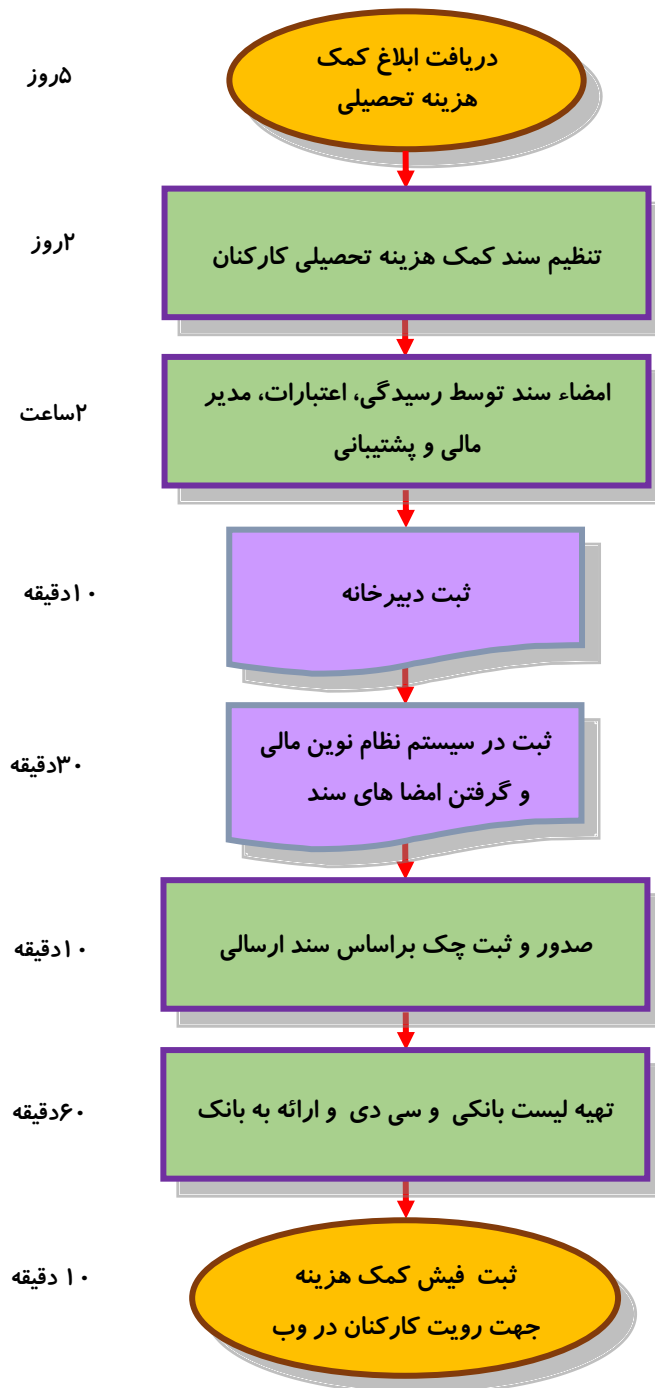 دریافت ابلاغ کمک
هزینه تحصیلی
۵روز
تنظیم سند کمک هزینه تحصیلی کارکنان
۲روز
امضاء سند توسط رسیدگی، اعتبارات، مدیر
مالی و پشتیبانی
۲ساعت
ثبت دبیرخانه
۱۰دقیقه
ثبت در سیستم نظام نوین مالی
و گرفتن امضا های سند
۳۰دقیقه
صدور و ثبت چک براساس سند ارسالی
۱۰دقیقه
تهیه لیست بانکی و سی دی و ارائه به بانک
۶۰دقیقه
ثبت فیش کمک هزینه
جهت رویت کارکنان در وب
۱۰ دقیقه